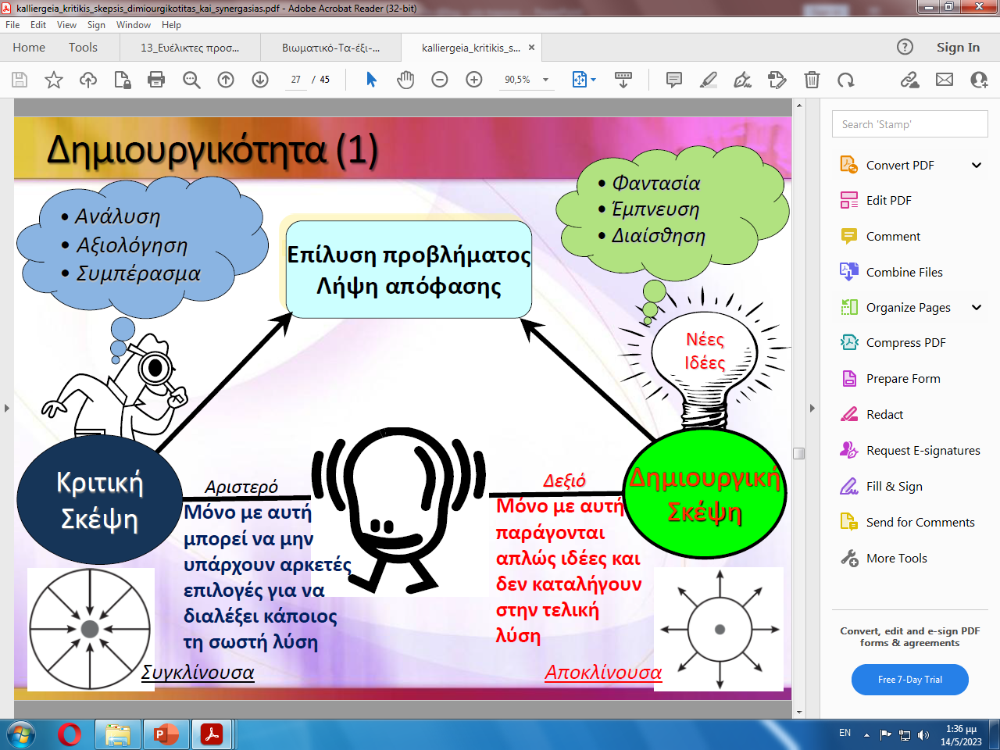 kalliergeia_kritikis_skepsis_dimiourgikotitas_kai_synergasias.pdf - Adobe Acrobat Reader (32-bit)
File Edit View Sign Window Help
Home Tools 13_Ευέλικτες προσ... Βιωματικό-Τα-έξι-... kalliergeia_kritikis_s... Sign In
27 / 45 90,5%
Δημιουργικότητα (1)
• Ανάλυση
• Αξιολόγηση
• Συμπέρασμα
Επίλυση προβλήματος
Λήψη απόφασης
• Φαντασία
• Έμπνευση
• Διαίσθηση
Νέες
Ιδέες
Κριτική
Σκέψη
Αριστερό
Μόνο με αυτή
μπορεί να μην
υπάρχουν αρκετές
επιλογές για να
διαλέξει κάποιος
τη σωστή λύση
Συγκλίνουσα
Δεξιό
Μόνο με αυτή
παράγονται
απλώς ιδέες και
δεν καταλήγουν
στην τελική
λύση
Δημιουργική
Σκέψη
Αποκλίνουσα
Search 'Stamp'
Convert PDF
Edit PDF
Comment
Combine Files
Organize Pages
Compress PDF
Prepare Form
Redact
Request E-signatures
Fill & Sign
Send for Comments
More Tools
Convert, edit and e-sign PDF
forms & agreements
Free 7-Day Trial
EN
1:36 μμ
14/5/2023